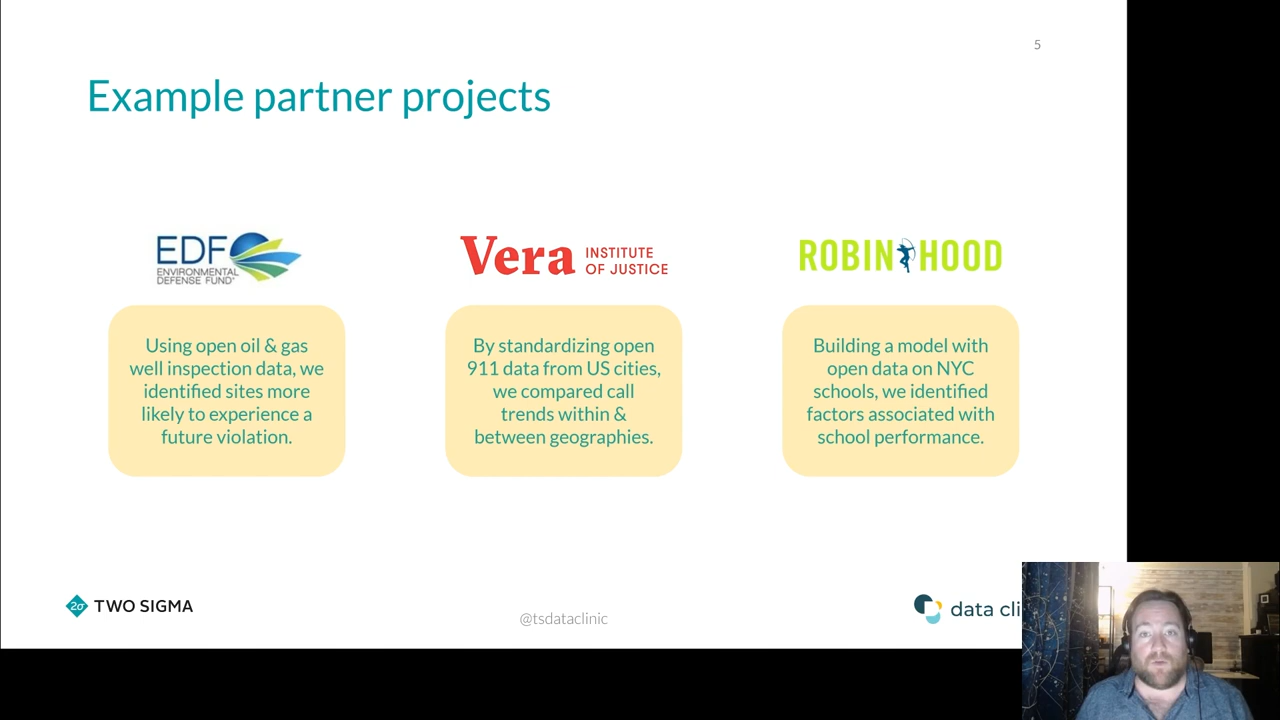 5
Example partner projects
EDF
ENVIRONMENTAL
DEFENSE FUND
Vera INSTITUTE
OF JUSTICE
ROBIN HOOD
Using open oil & gas
well inspection data, we
identified sites more
likely to experience a
future violation.
By standardizing open
911 data from US cities,
we compared call
trends within &
between geographies.
Building a model with
open data on NYC
schools, we identified
factors associated with
school performance.
2σ TWO SIGMA
@tsdataclinic
data cli